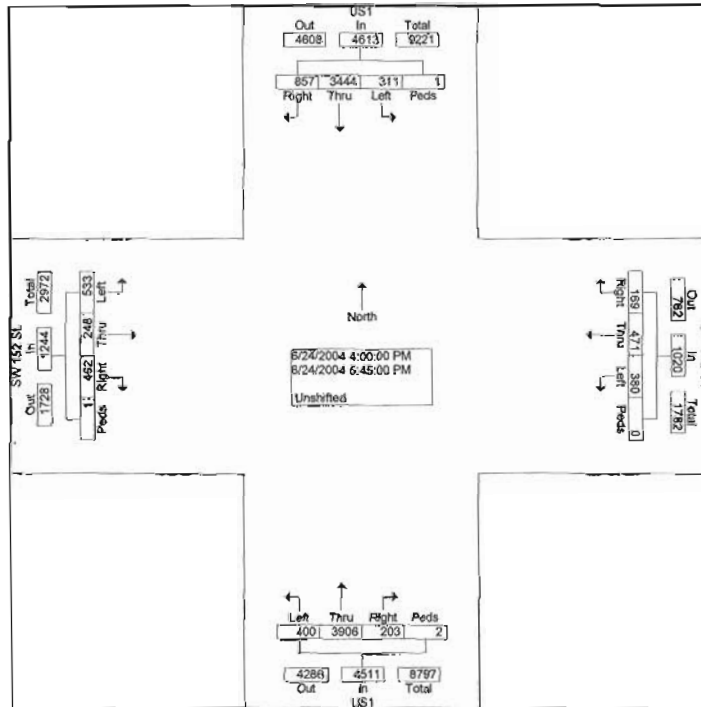 US1
Out In Total
4608 4613 9221
857 3444 311 1
Right Thru Left Peds
SW 152 St.
Total In Out
2972 1244 1728
533 248 462 1
Left Thru Right Peds
North
6/24/2004 4:00:00 PM
6/24/2004 6:45:00 PM
Unshifted
Right Thru Left Peds
169 471 380 0
Out In Total
762 1020 1782
Left Thru Right Peds
400 3906 203 2
4286 4511 8797
Out In Total
US1